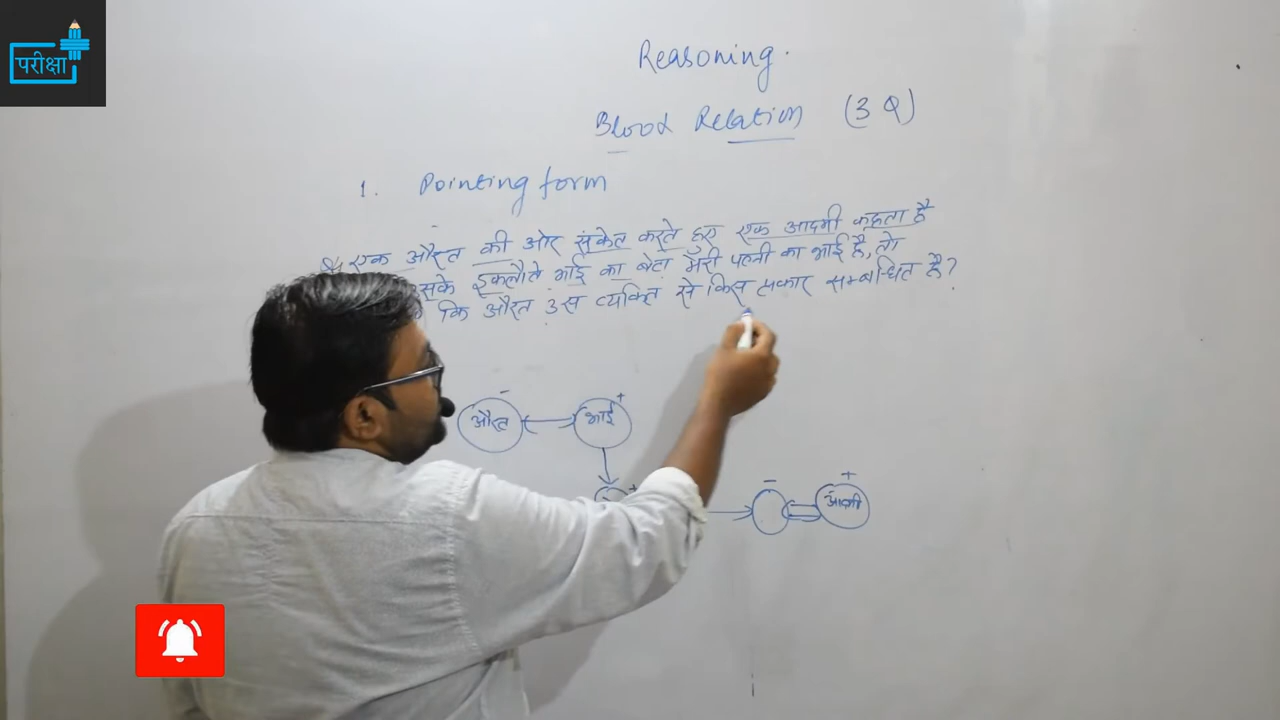 परीक्षा
Reasoning.
Blood Relation (3 Q)
1. Pointing form
एक औरत की ओर संकेत करते हुए एक आदमी कहता है
उसके इकलौते भाई का बेटा मेरी पत्नी का भाई है, तो
कि औरत उस व्यक्ति से किस प्रकार सम्बन्धित है?
- +
औरत भाई
+ - +
आदमी